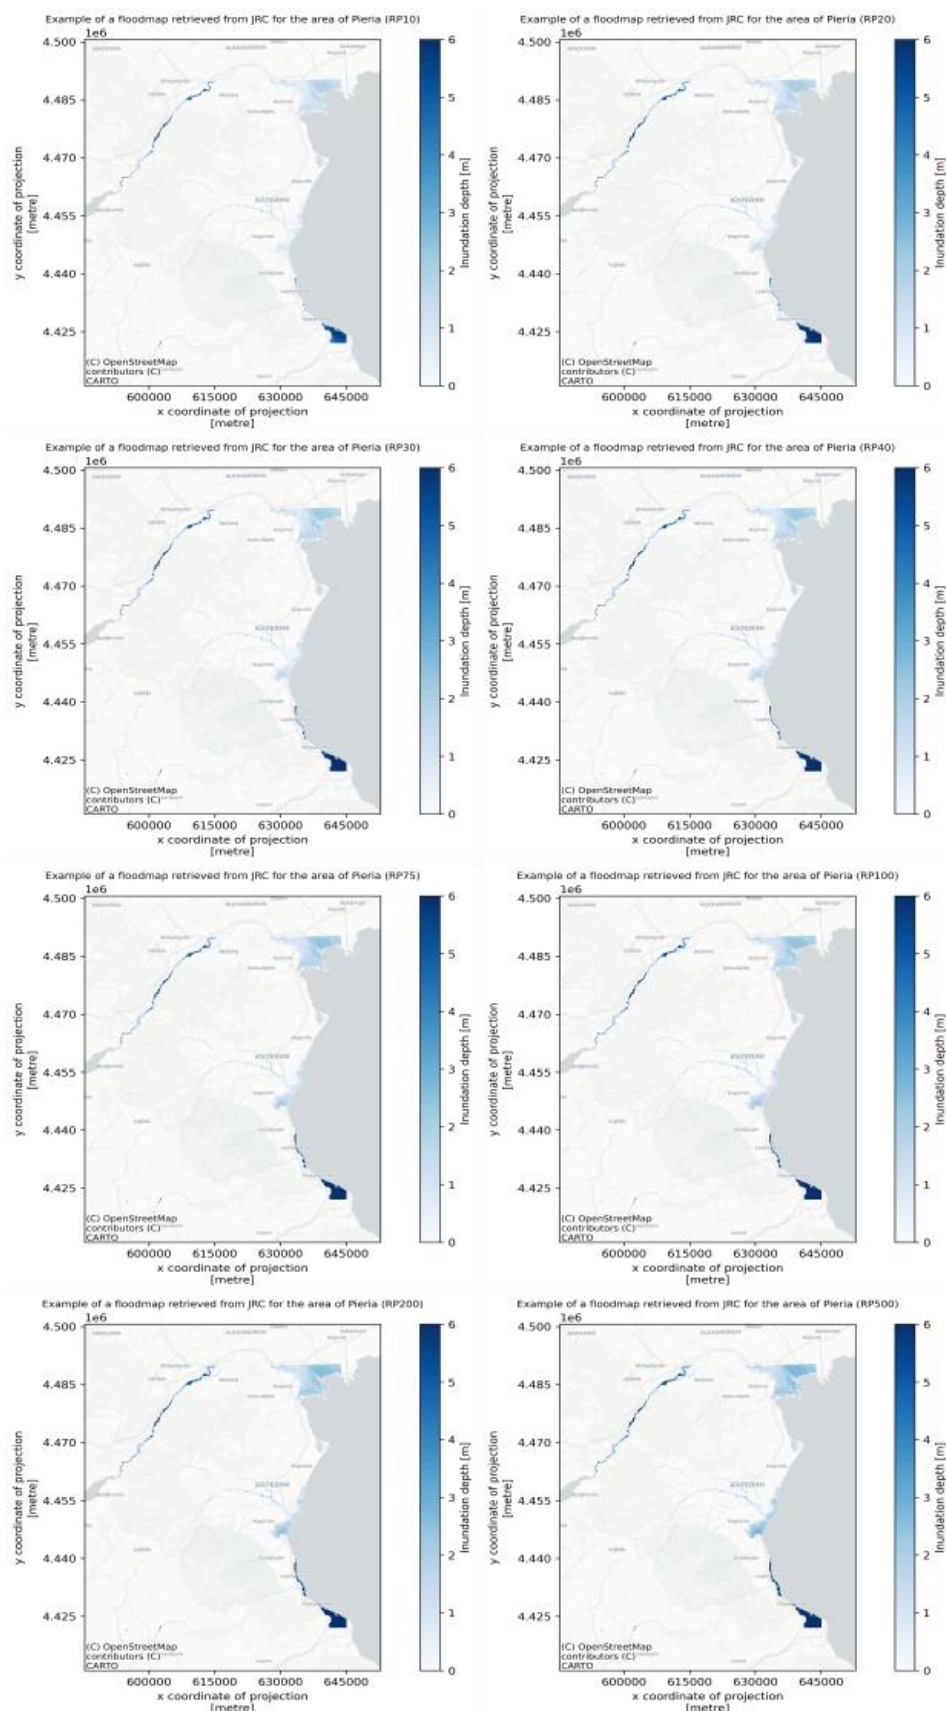 Example of a floodmap retrieved from JRC for the area of Pieria (RP10)
1e6
4.500
4.485
4.470
4.455
4.440
4.425
y coordinate of projection
[metre]
(C) OpenStreetMap
contributors (C)
CARTO
600000 615000 630000 645000
x coordinate of projection
[metre]
6
5
4
3
2
1
0
Inundation depth [m]
Example of a floodmap retrieved from JRC for the area of Pieria (RP20)
1e6
4.500
4.485
4.470
4.455
4.440
4.425
y coordinate of projection
[metre]
(C) OpenStreetMap
contributors (C)
CARTO
600000 615000 630000 645000
x coordinate of projection
[metre]
6
5
4
3
2
1
0
Inundation depth [m]
Example of a floodmap retrieved from JRC for the area of Pieria (RP30)
1e6
4.500
4.485
4.470
4.455
4.440
4.425
y coordinate of projection
[metre]
(C) OpenStreetMap
contributors (C)
CARTO
600000 615000 630000 645000
x coordinate of projection
[metre]
6
5
4
3
2
1
0
Inundation depth [m]
Example of a floodmap retrieved from JRC for the area of Pieria (RP40)
1e6
4.500
4.485
4.470
4.455
4.440
4.425
y coordinate of projection
[metre]
(C) OpenStreetMap
contributors (C)
CARTO
600000 615000 630000 645000
x coordinate of projection
[metre]
6
5
4
3
2
1
0
Inundation depth [m]
Example of a floodmap retrieved from JRC for the area of Pieria (RP75)
1e6
4.500
4.485
4.470
4.455
4.440
4.425
y coordinate of projection
[metre]
(C) OpenStreetMap
contributors (C)
CARTO
600000 615000 630000 645000
x coordinate of projection
[metre]
6
5
4
3
2
1
0
Inundation depth [m]
Example of a floodmap retrieved from JRC for the area of Pieria (RP100)
1e6
4.500
4.485
4.470
4.455
4.440
4.425
y coordinate of projection
[metre]
(C) OpenStreetMap
contributors (C)
CARTO
600000 615000 630000 645000
x coordinate of projection
[metre]
6
5
4
3
2
1
0
Inundation depth [m]
Example of a floodmap retrieved from JRC for the area of Pieria (RP200)
1e6
4.500
4.485
4.470
4.455
4.440
4.425
y coordinate of projection
[metre]
(C) OpenStreetMap
contributors (C)
CARTO
600000 615000 630000 645000
x coordinate of projection
[metre]
6
5
4
3
2
1
0
Inundation depth [m]
Example of a floodmap retrieved from JRC for the area of Pieria (RP500)
1e6
4.500
4.485
4.470
4.455
4.440
4.425
y coordinate of projection
[metre]
(C) OpenStreetMap
contributors (C)
CARTO
600000 615000 630000 645000
x coordinate of projection
[metre]
6
5
4
3
2
1
0
Inundation depth [m]